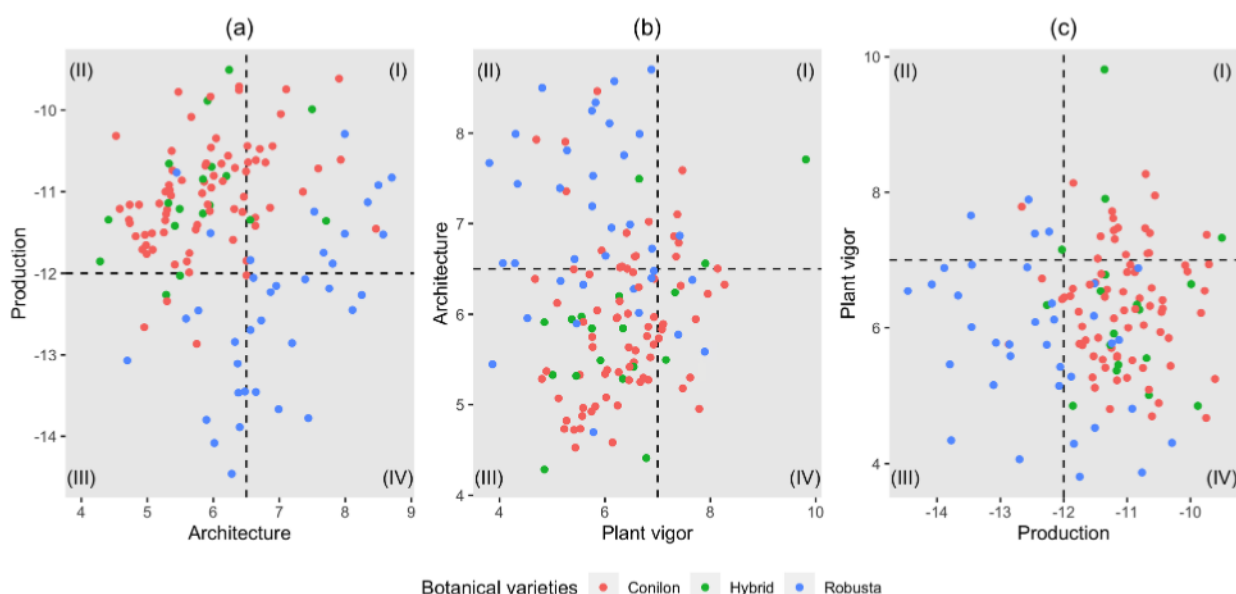 (a)
(II)
(I)
-10
-11
-12
-13
-14
Production
(III)
(IV)
4
5
6
7
8
9
Architecture
(b)
(II)
(I)
8
7
6
5
4
Architecture
(III)
(IV)
4
6
8
10
Plant vigor
(c)
10
(II)
(I)
8
6
4
Plant vigor
(III)
(IV)
-14
-13
-12
-11
-10
Production
Botanical varieties Conilon Hybrid Robusta